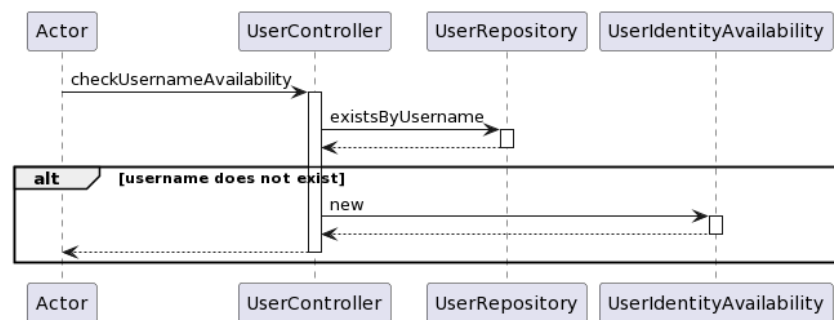 Actor UserController UserRepository UserIdentityAvailability
checkUsernameAvailability
existsByUsername
alt [username does not exist]
new
Actor UserController UserRepository UserIdentityAvailability